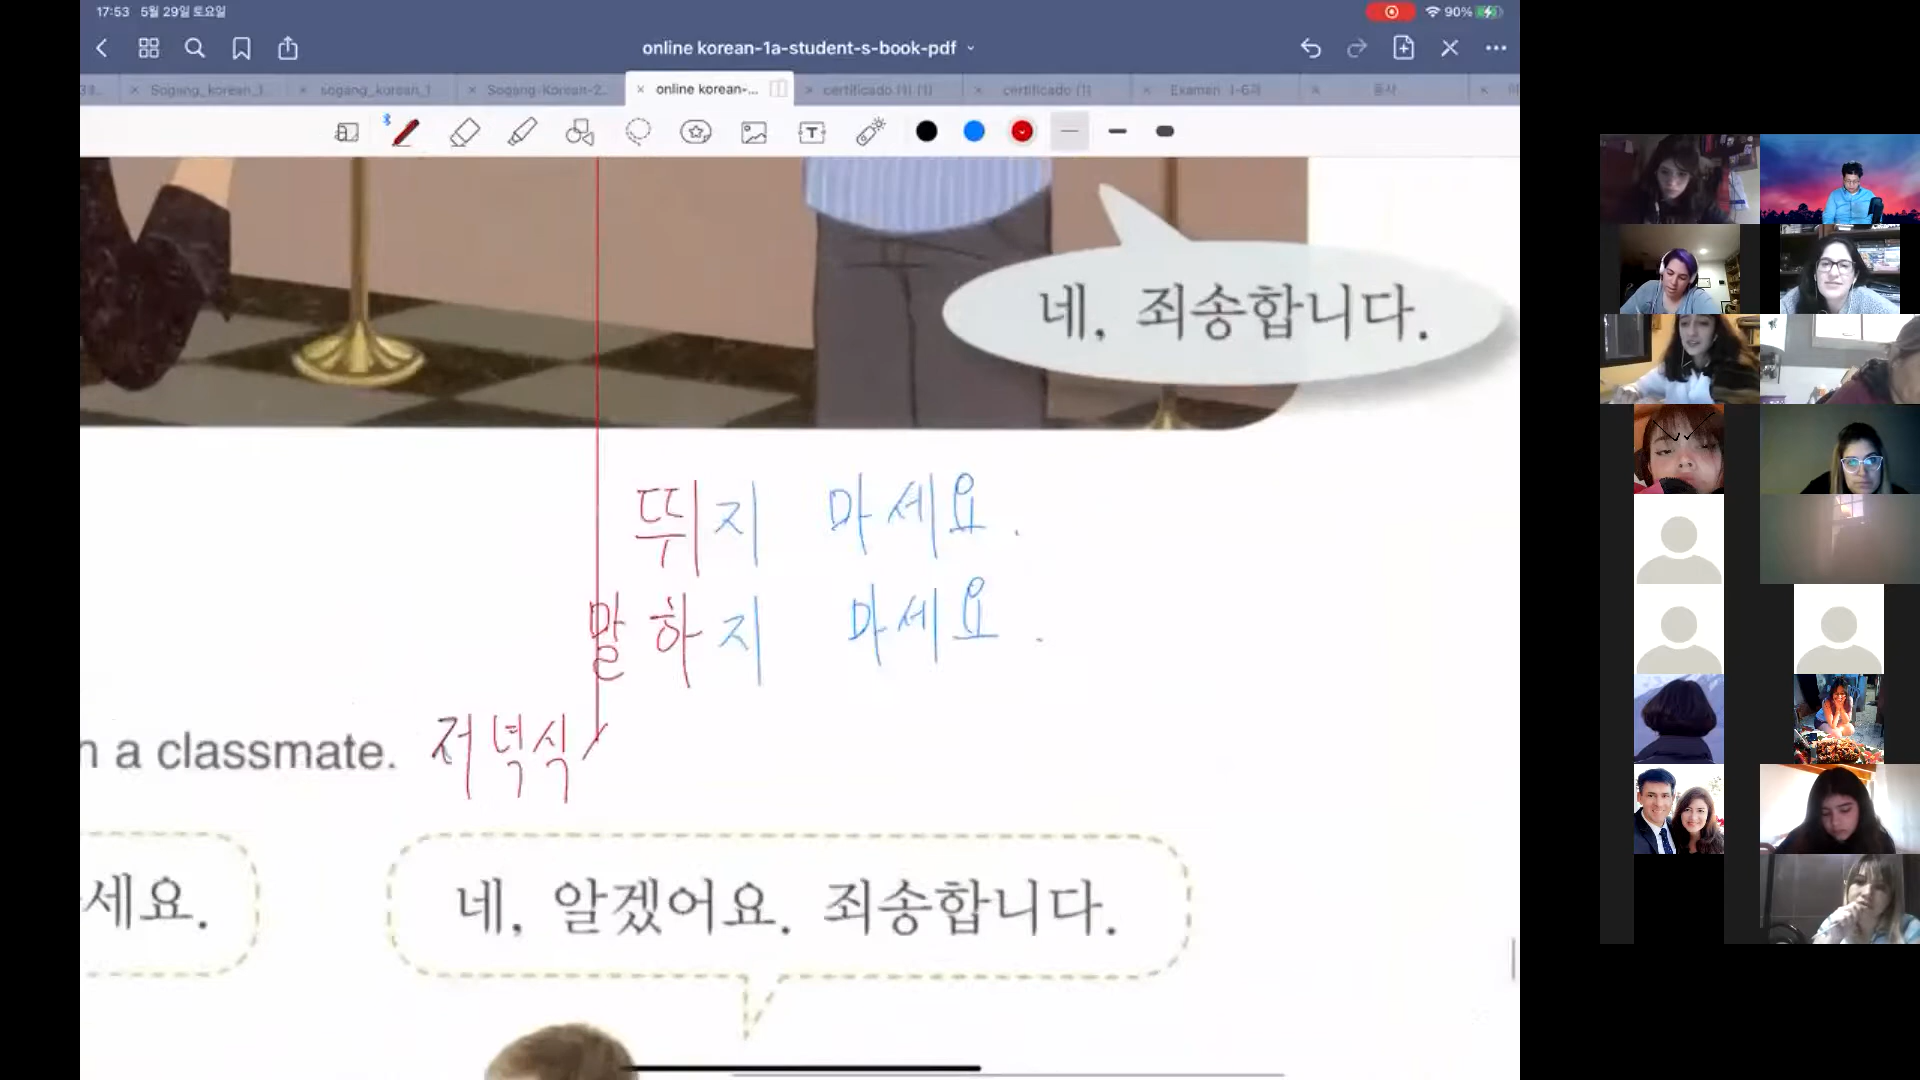 17:53 5월 29일 토요일
90%
online korean-1a-student-s-book-pdf
Sogang_korean_1...
sogang_korean_1
Sogang-Korean-2...
online korean-...
certificado (1) (1)
certificado (1)
Examen 1-6과
동사
T
네, 죄송합니다.
뛰지 마세요.
말하지 마세요.
n a classmate.
저녁식
세요.
네, 알겠어요. 죄송합니다.